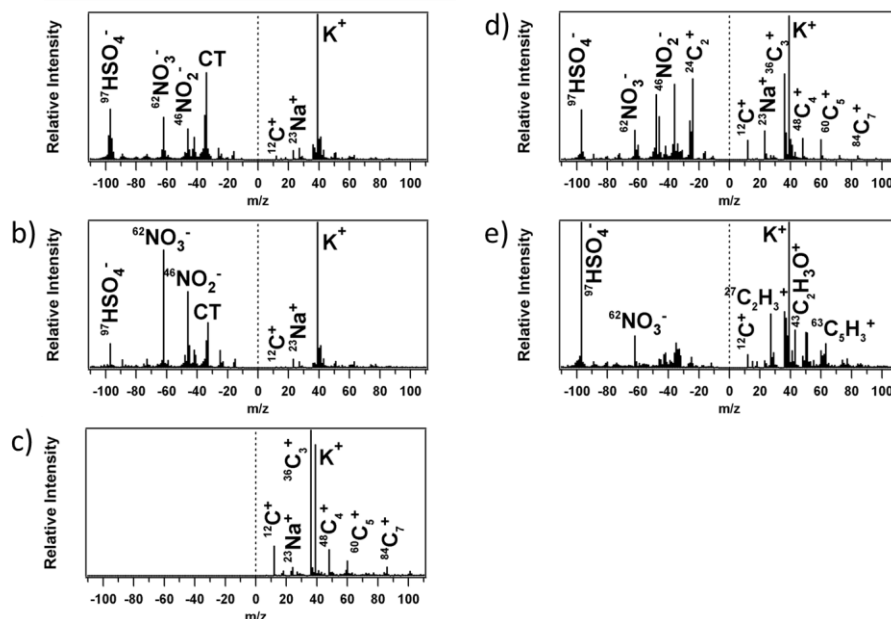 Relative Intensity
⁹⁷HSO₄⁻
⁶²NO₃⁻
⁴⁶NO₂⁻
CT
¹²C⁺
²³Na⁺
K⁺
-100 -80 -60 -40 -20 0 20 40 60 80 100
m/z
b)
Relative Intensity
⁹⁷HSO₄⁻
⁶²NO₃⁻
⁴⁶NO₂⁻
CT
¹²C⁺
²³Na⁺
K⁺
-100 -80 -60 -40 -20 0 20 40 60 80 100
m/z
c)
Relative Intensity
¹²C⁺
²³Na⁺
³⁶C₃⁺
K⁺
⁴⁸C₄⁺
⁶⁰C₅⁺
⁸⁴C₇⁺
-100 -80 -60 -40 -20 0 20 40 60 80 100
m/z
d)
Relative Intensity
⁹⁷HSO₄⁻
⁶²NO₃⁻
⁴⁶NO₂⁻
²⁴C₂⁺
¹²C⁺
²³Na⁺
³⁶C₃⁺
K⁺
⁴⁸C₄⁺
⁶⁰C₅⁺
⁸⁴C₇⁺
-100 -80 -60 -40 -20 0 20 40 60 80 100
m/z
e)
Relative Intensity
⁹⁷HSO₄⁻
⁶²NO₃⁻
¹²C⁺
²⁷C₂H₃⁺
K⁺
⁴³C₂H₃O⁺
⁶³C₅H₃⁺
-100 -80 -60 -40 -20 0 20 40 60 80 100
m/z